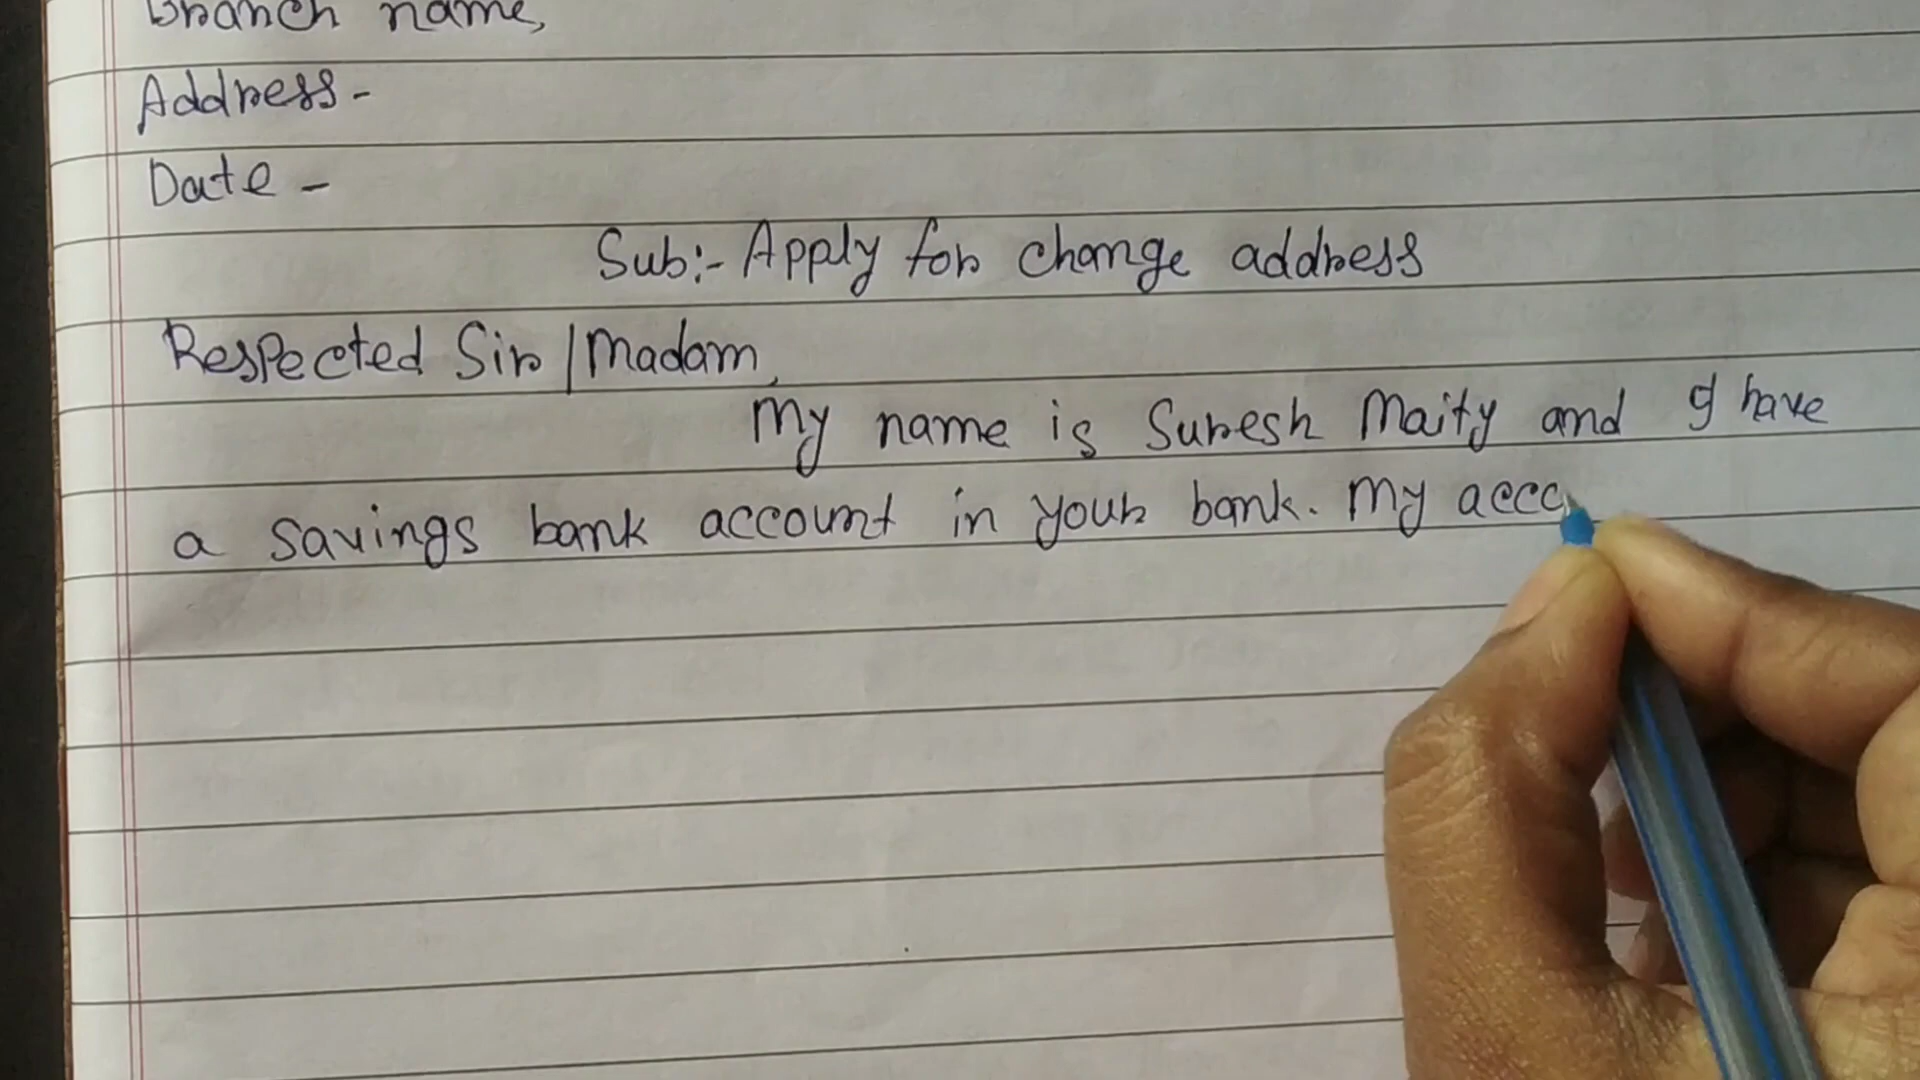 Branch name,
Address-
Date -
Sub:- Apply for change address
Respected Sir/Madam,
My name is Suresh Maity and I have
a savings bank account in your bank. My acco